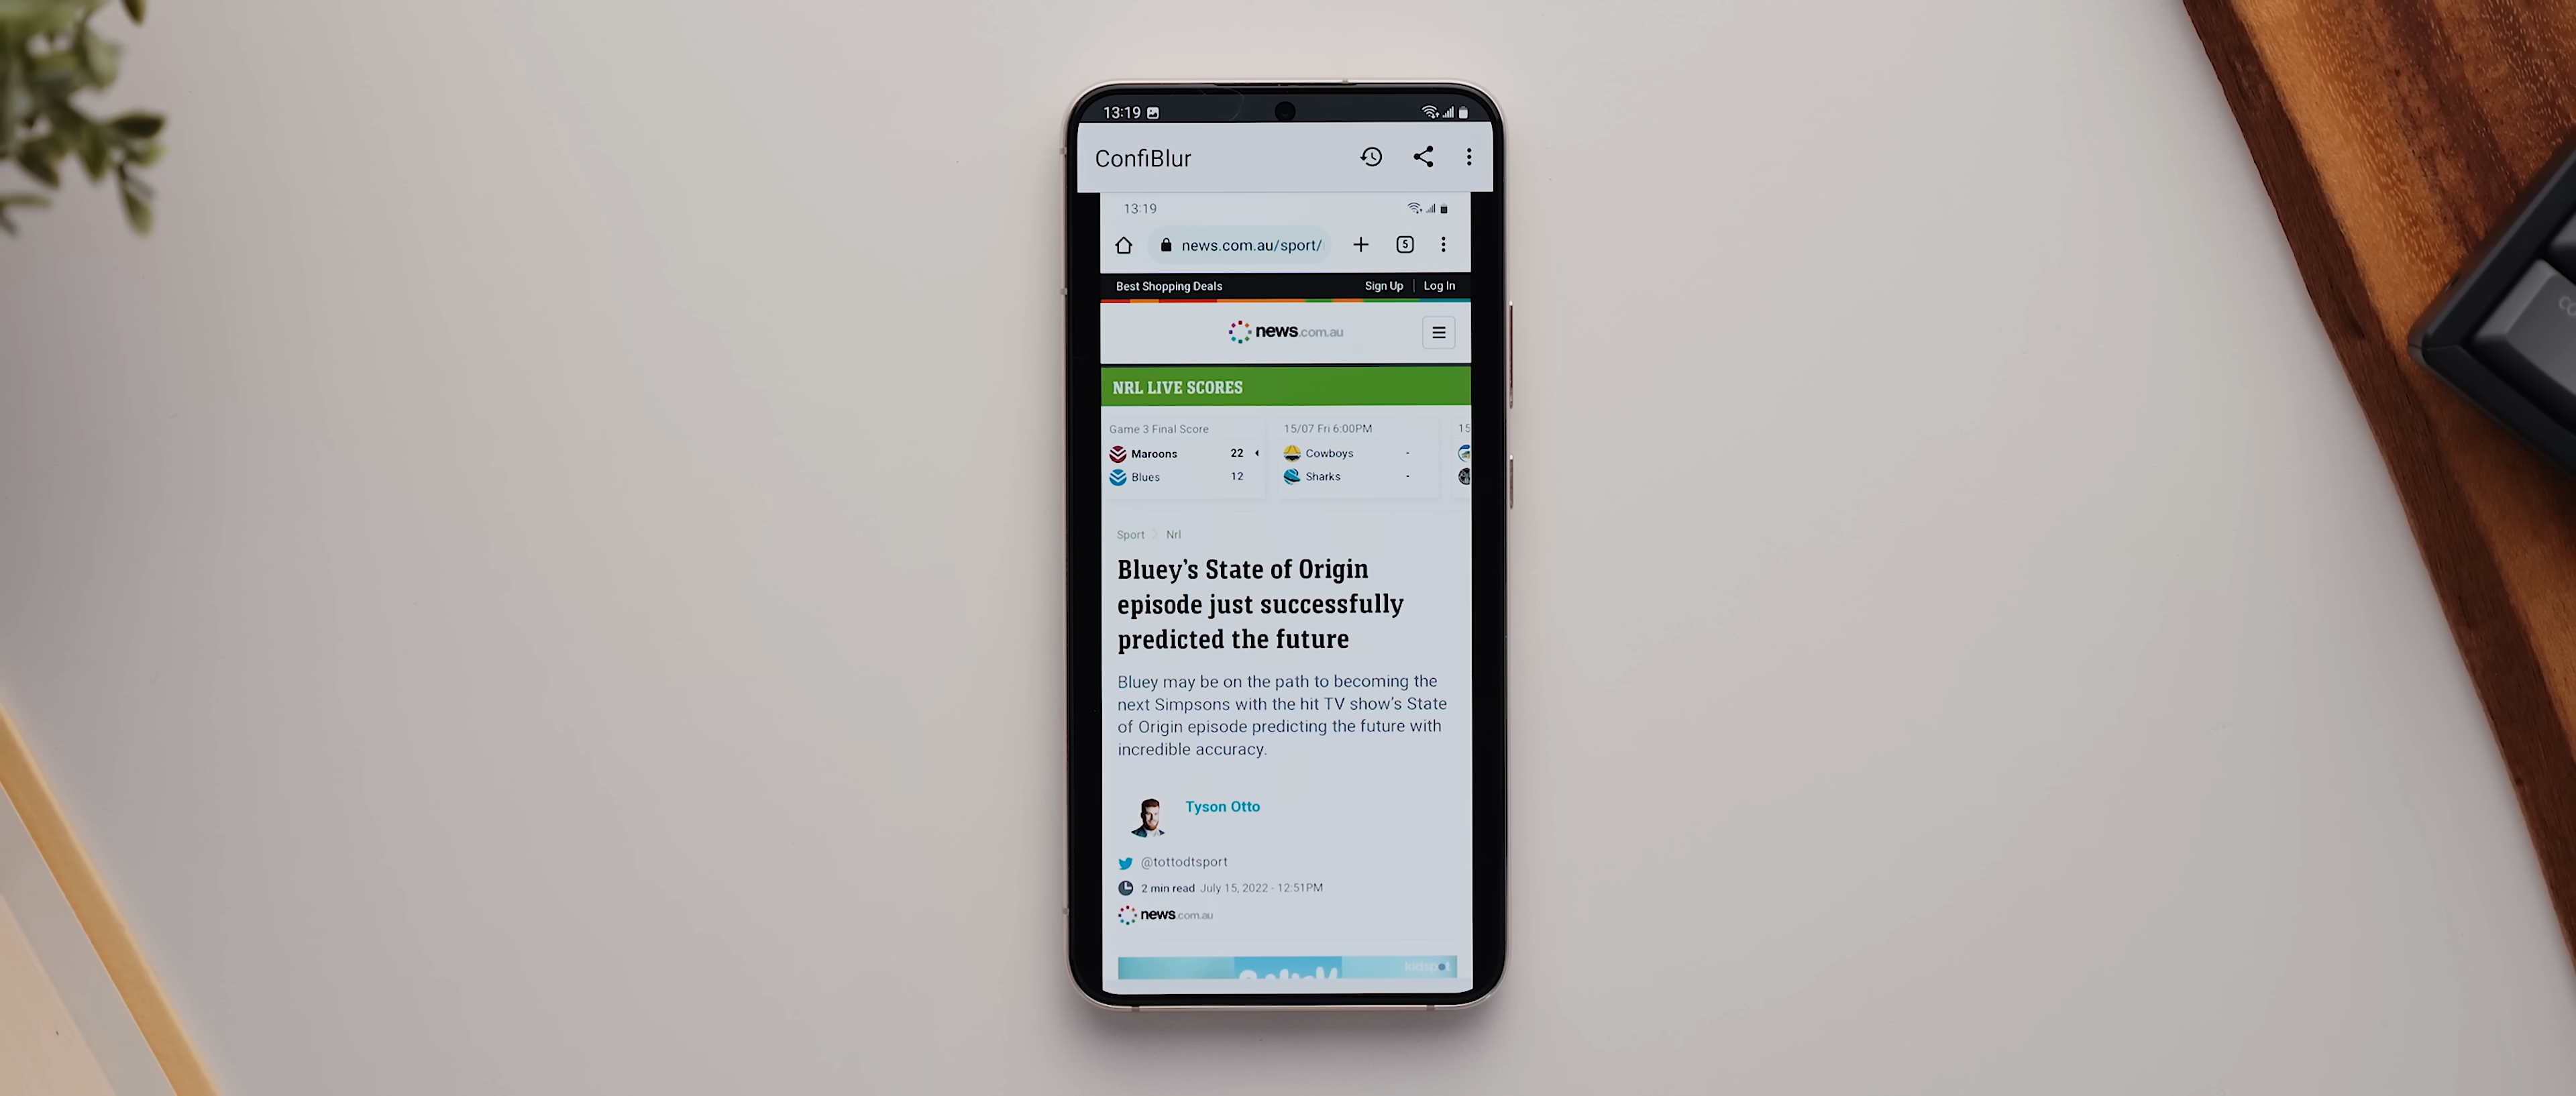 13:19
ConfiBlur
13:19
news.com.au/sport/
5
Best Shopping Deals
Sign Up | Log In
news.com.au
NRL LIVE SCORES
Game 3 Final Score
Maroons 22
Blues 12
15/07 Fri 6:00PM
Cowboys -
Sharks -
15
Sport
Nrl
Bluey's State of Origin
episode just successfully
predicted the future
Bluey may be on the path to becoming the
next Simpsons with the hit TV show's State
of Origin episode predicting the future with
incredible accuracy.
Tyson Otto
@tottodtsport
2 min read July 15, 2022 - 12:51PM
news.com.au
kidspot